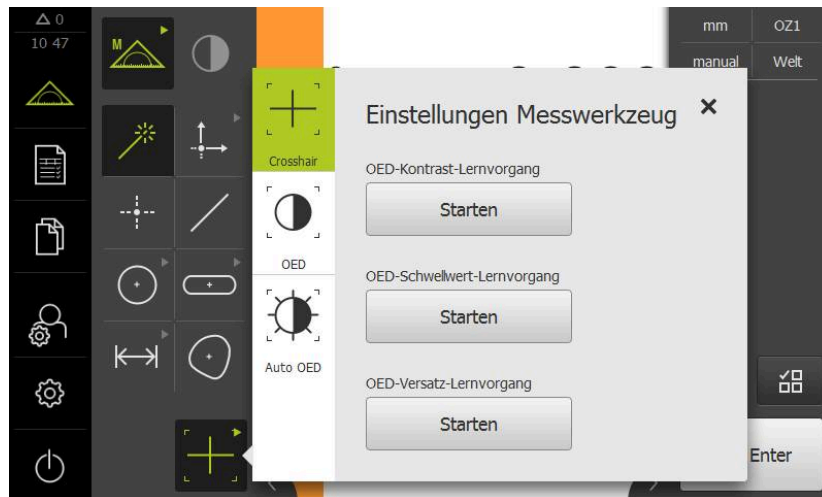 0
10 47
M
mm
OZ1
manual
Welt
Crosshair
OED
Auto OED
Einstellungen Messwerkzeug
OED-Kontrast-Lernvorgang
Starten
OED-Schwellwert-Lernvorgang
Starten
OED-Versatz-Lernvorgang
Starten
Enter